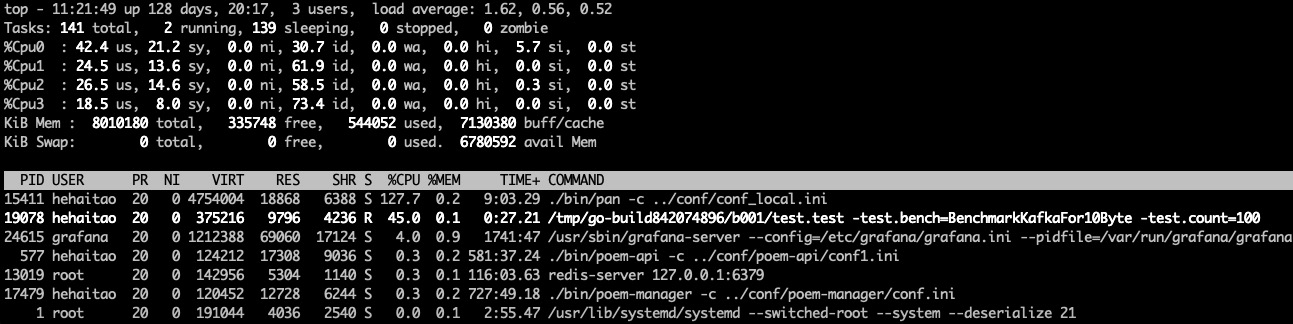 top - 11:21:49 up 128 days, 20:17,  3 users,  load average: 1.62, 0.56, 0.52
Tasks: 141 total,   2 running, 139 sleeping,   0 stopped,   0 zombie
%Cpu0  : 42.4 us, 21.2 sy,  0.0 ni, 30.7 id,  0.0 wa,  0.0 hi,  5.7 si,  0.0 st
%Cpu1  : 24.5 us, 13.6 sy,  0.0 ni, 61.9 id,  0.0 wa,  0.0 hi,  0.0 si,  0.0 st
%Cpu2  : 26.5 us, 14.6 sy,  0.0 ni, 58.5 id,  0.0 wa,  0.0 hi,  0.3 si,  0.0 st
%Cpu3  : 18.5 us,  8.0 sy,  0.0 ni, 73.4 id,  0.0 wa,  0.0 hi,  0.0 si,  0.0 st
KiB Mem :  8010180 total,   335748 free,   544052 used,  7130380 buff/cache
KiB Swap:        0 total,        0 free,        0 used.  6780592 avail Mem
PID USER      PR  NI    VIRT    RES    SHR S  %CPU %MEM     TIME+ COMMAND
15411 hehaitao  20   0 4754004  18868   6388 S 127.7  0.2   9:03.29 ./bin/pan -c ../conf/conf_local.ini
19078 hehaitao  20   0  375216   9796   4236 R  45.0  0.1   0:27.21 /tmp/go-build842074896/b001/test.test -test.bench=BenchmarkKafkaFor10Byte -test.count=100
24615 grafana   20   0 1212388  69060  17124 S   4.0  0.9   1741:47 /usr/sbin/grafana-server --config=/etc/grafana/grafana.ini --pidfile=/var/run/grafana/grafana
577 hehaitao  20   0  124212  17308   9036 S   0.3  0.2 581:37.24 ./bin/poem-api -c ../conf/poem-api/conf1.ini
13019 root      20   0  142956   5304   1140 S   0.3  0.1 116:03.63 redis-server 127.0.0.1:6379
17479 hehaitao  20   0  120452  12728   6244 S   0.3  0.2 727:49.18 ./bin/poem-manager -c ../conf/poem-manager/conf.ini
1 root      20   0  191044   4036   2540 S   0.0  0.1   2:55.47 /usr/lib/systemd/systemd --switched-root --system --deserialize 21